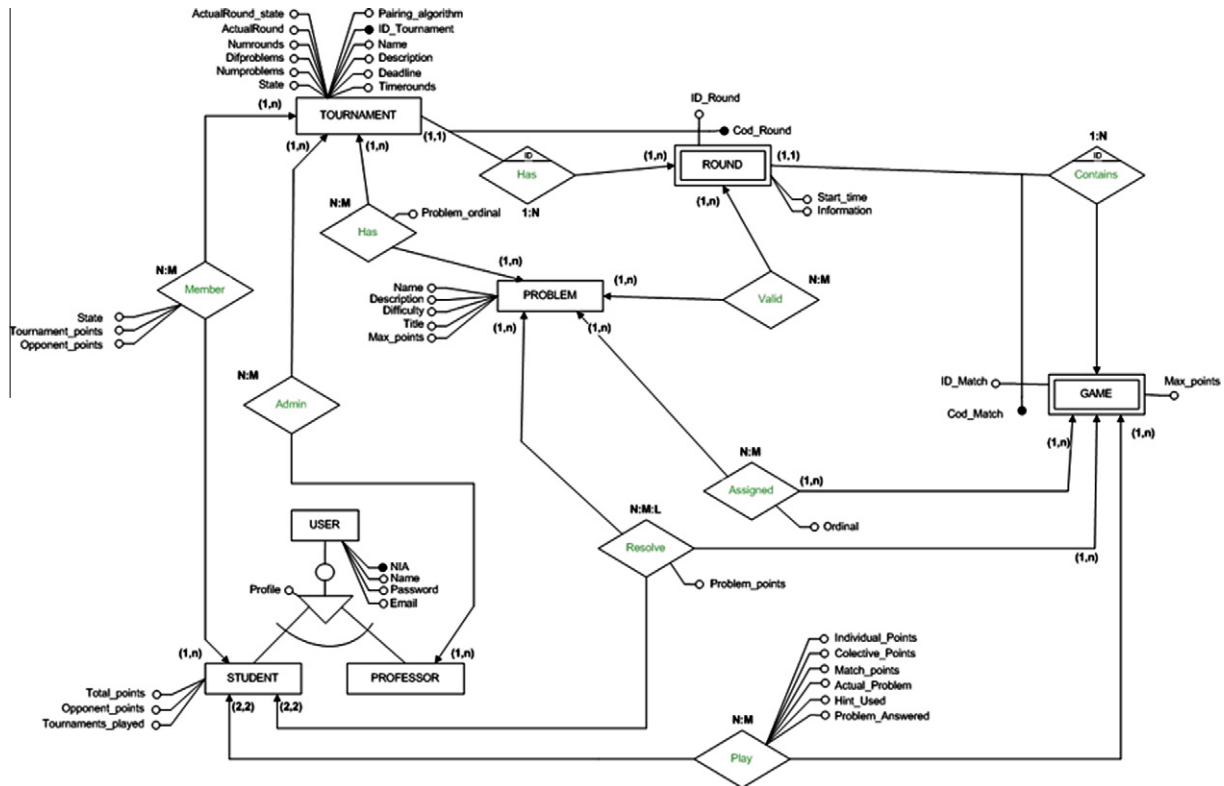 ActualRound_state
Pairing_algorithm
ActualRound
ID_Tournament
Numrounds
Name
Difproblems
Description
Numproblems
Deadline
State
Timerounds
(1,n)
TOURNAMENT
(1,n)
(1,n)
(1,1)
ID_Round
Cod_Round
1:N
ID
Has
1:N
(1,n)
ROUND
(1,1)
ID
Contains
Start_time
Information
(1,n)
N:M
Has
Problem_ordinal
(1,n)
N:M
Member
State
Tournament_points
Opponent_points
Name
Description
Difficulty
Title
Max_points
PROBLEM
(1,n)
(1,n)
(1,n)
N:M
Valid
N:M
Admin
ID_Match
GAME
Max_points
Cod_Match
(1,n)
(1,n)
N:M
Assigned
(1,n)
Ordinal
N:M:L
Resolve
(1,n)
Problem_points
USER
NIA
Name
Password
Email
Profile
(1,n)
STUDENT
(1,n)
PROFESSOR
Total_points
Opponent_points
Tournaments_played
(2,2)
(2,2)
Individual_Points
Colective_Points
Match_points
Actual_Problem
Hint_Used
Problem_Answered
N:M
Play